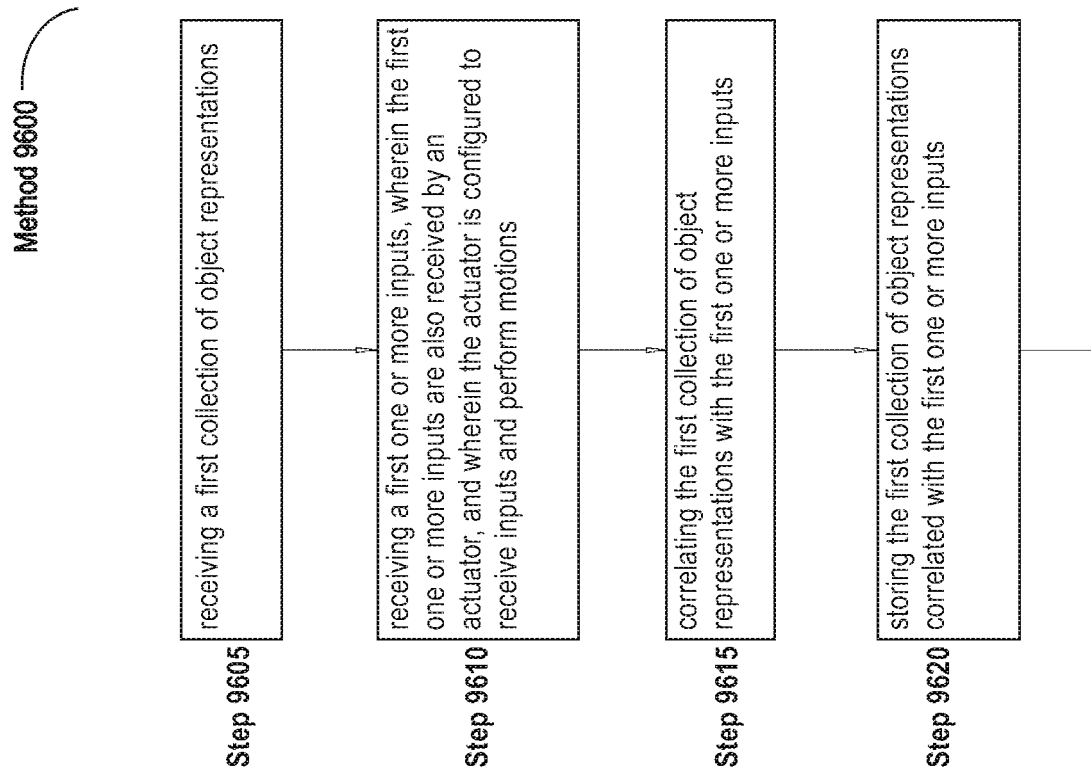 Method 9600
Step 9605
receiving a first collection of object representations
Step 9610
receiving a first one or more inputs, wherein the first
one or more inputs are also received by an
actuator, and wherein the actuator is configured to
receive inputs and perform motions
Step 9615
correlating the first collection of object
representations with the first one or more inputs
Step 9620
storing the first collection of object representations
correlated with the first one or more inputs